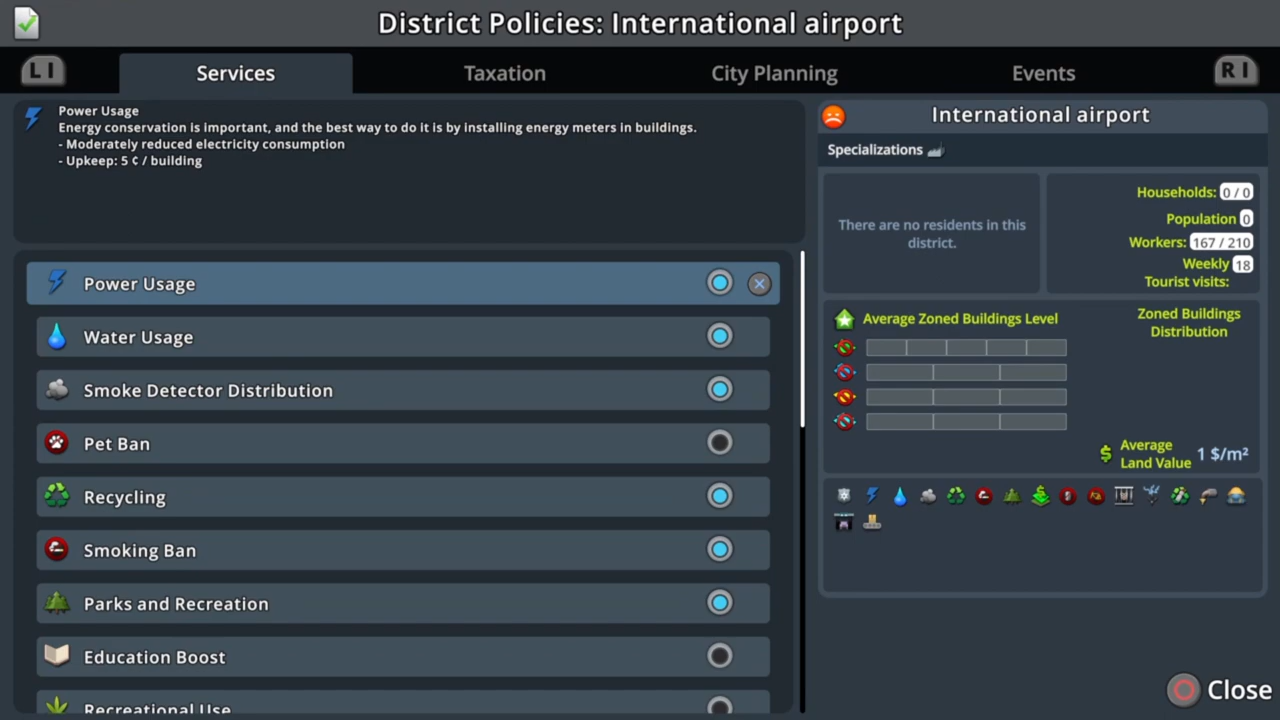 District Policies: International airport
L1
Services
Taxation
City Planning
Events
R1
Power Usage
Energy conservation is important, and the best way to do it is by installing energy meters in buildings.
- Moderately reduced electricity consumption
- Upkeep: 5 ₵ / building
Power Usage
Water Usage
Smoke Detector Distribution
Pet Ban
Recycling
Smoking Ban
Parks and Recreation
Education Boost
Recreational Use
International airport
Specializations
There are no residents in this
district.
Households: 0 / 0
Population 0
Workers: 167 / 210
Weekly 18
Tourist visits:
Average Zoned Buildings Level
Zoned Buildings
Distribution
Average
Land Value 1 $/m²
Close